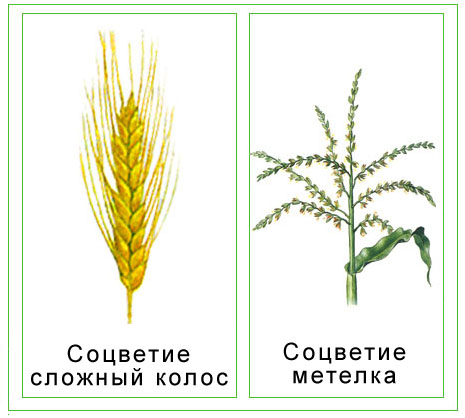 Соцветие
сложный колос
Соцветие
метелка